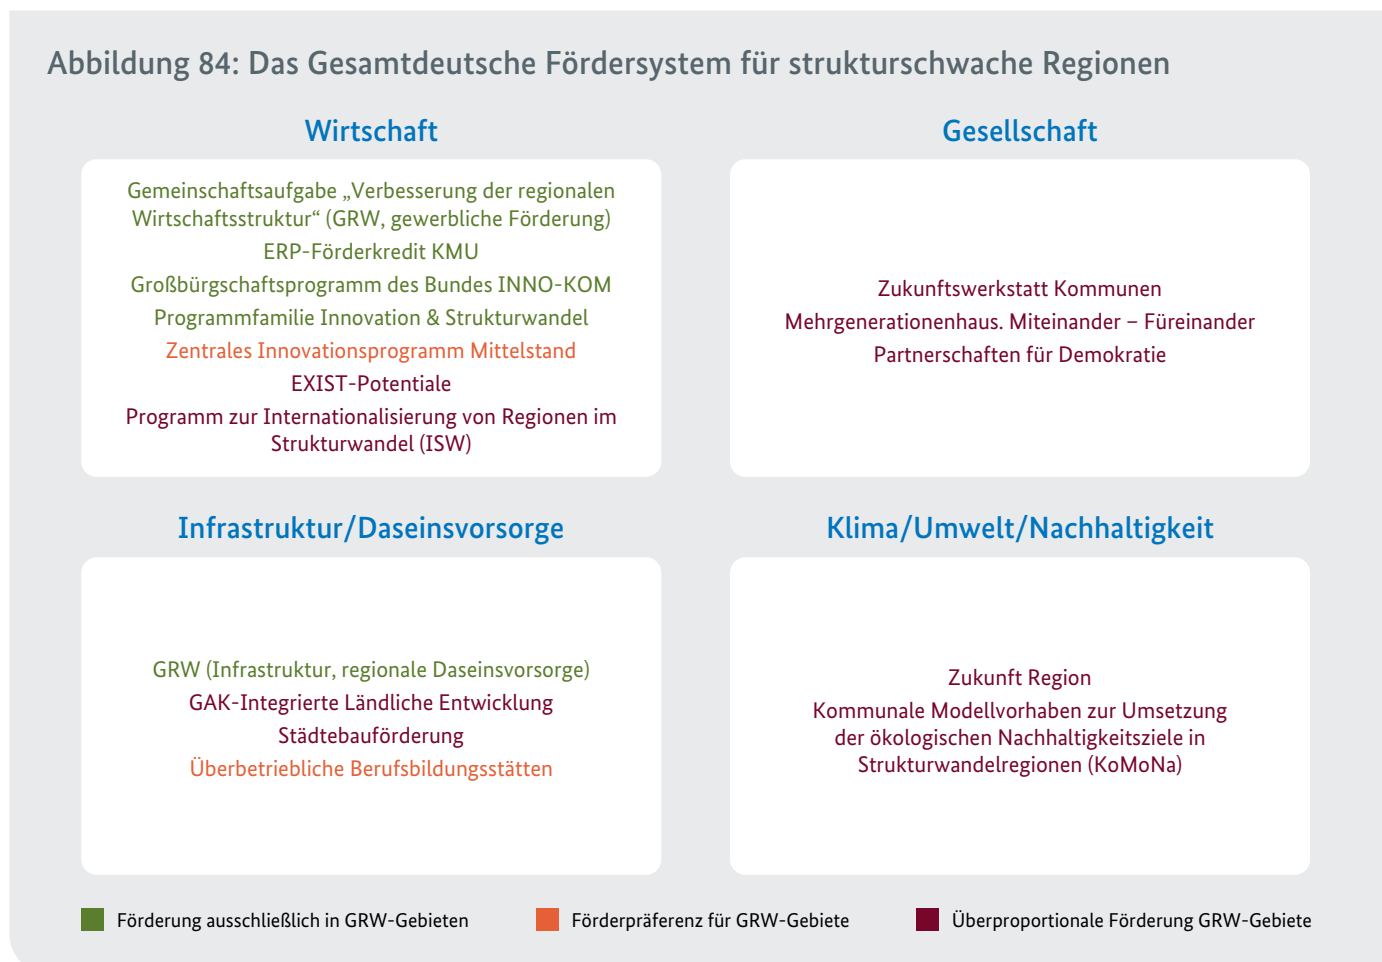 Abbildung 84: Das Gesamtdeutsche Fördersystem für strukturschwache Regionen
Wirtschaft
Gemeinschaftsaufgabe „Verbesserung der regionalen
Wirtschaftsstruktur“ (GRW, gewerbliche Förderung)
ERP-Förderkredit KMU
Großbürgschaftsprogramm des Bundes INNO-KOM
Programmfamilie Innovation & Strukturwandel
Zentrales Innovationsprogramm Mittelstand
EXIST-Potentiale
Programm zur Internationalisierung von Regionen im
Strukturwandel (ISW)
Gesellschaft
Zukunftswerkstatt Kommunen
Mehrgenerationenhaus. Miteinander – Füreinander
Partnerschaften für Demokratie
Infrastruktur/Daseinsvorsorge
GRW (Infrastruktur, regionale Daseinsvorsorge)
GAK-Integrierte Ländliche Entwicklung
Städtebauförderung
Überbetriebliche Berufsbildungsstätten
Klima/Umwelt/Nachhaltigkeit
Zukunft Region
Kommunale Modellvorhaben zur Umsetzung
der ökologischen Nachhaltigkeitsziele in
Strukturwandelregionen (KoMoNa)
Förderung ausschließlich in GRW-Gebieten
Förderpräferenz für GRW-Gebiete
Überproportionale Förderung GRW-Gebiete